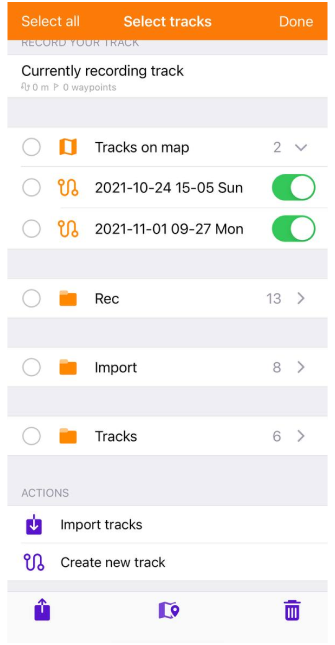 Select all Select tracks Done
RECORD YOUR TRACK
Currently recording track
0 m 0 waypoints
Tracks on map 2
2021-10-24 15-05 Sun
2021-11-01 09-27 Mon
Rec 13
Import 8
Tracks 6
ACTIONS
Import tracks
Create new track